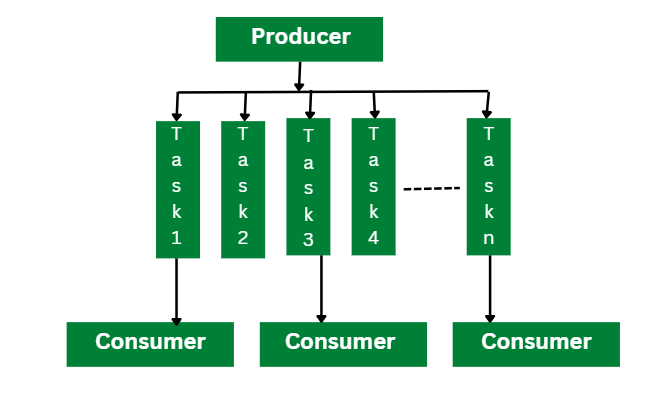 Producer
Task1
Task2
Task3
Task4
Taskn
Consumer
Consumer
Consumer